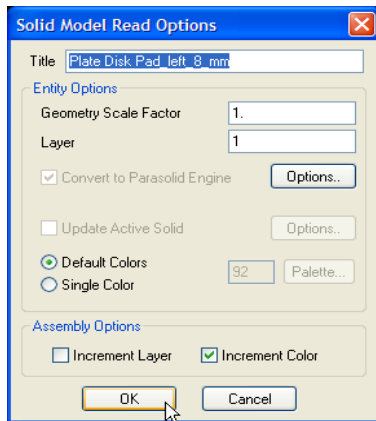 Solid Model Read Options
Title Plate Disk Pad_left_8_mm
Entity Options
Geometry Scale Factor 1.
Layer 1
Convert to Parasolid Engine Options..
Update Active Solid Options..
Default Colors
92 Palette...
Single Color
Assembly Options
Increment Layer Increment Color
OK Cancel